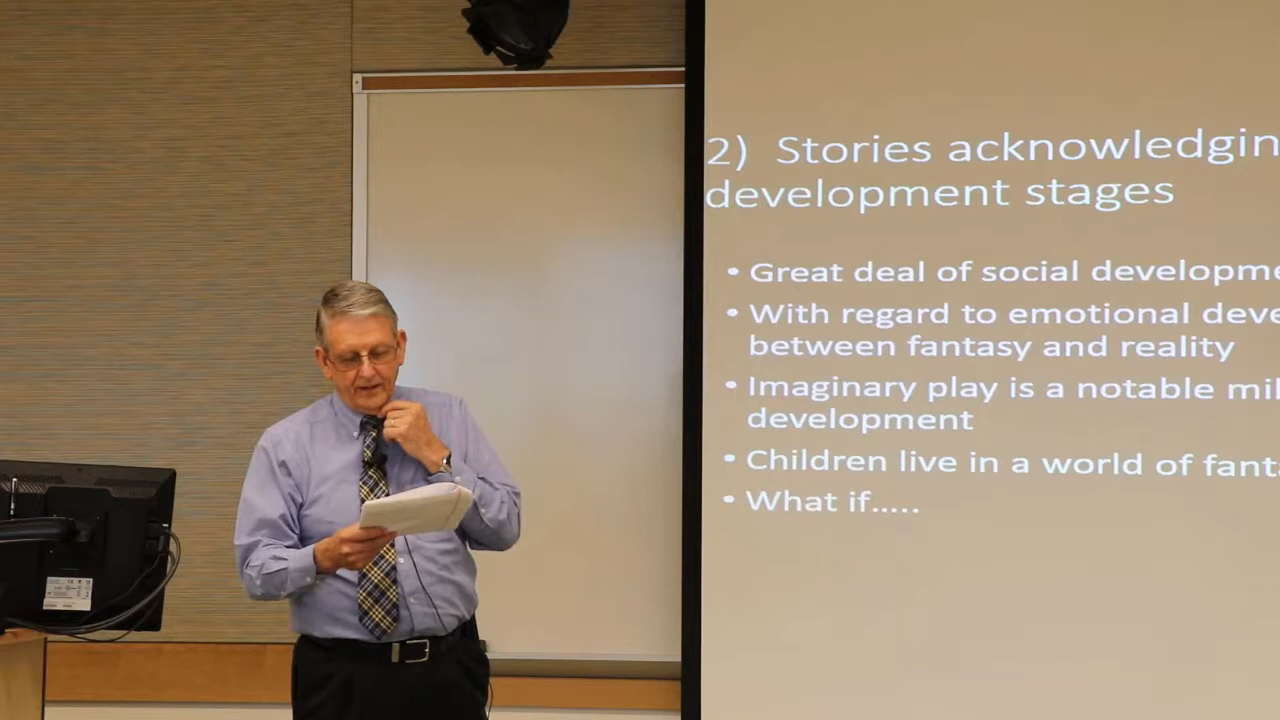 2) Stories acknowledgin
development stages
• Great deal of social developme
• With regard to emotional deve
between fantasy and reality
• Imaginary play is a notable mil
development
• Children live in a world of fanta
• What if.....